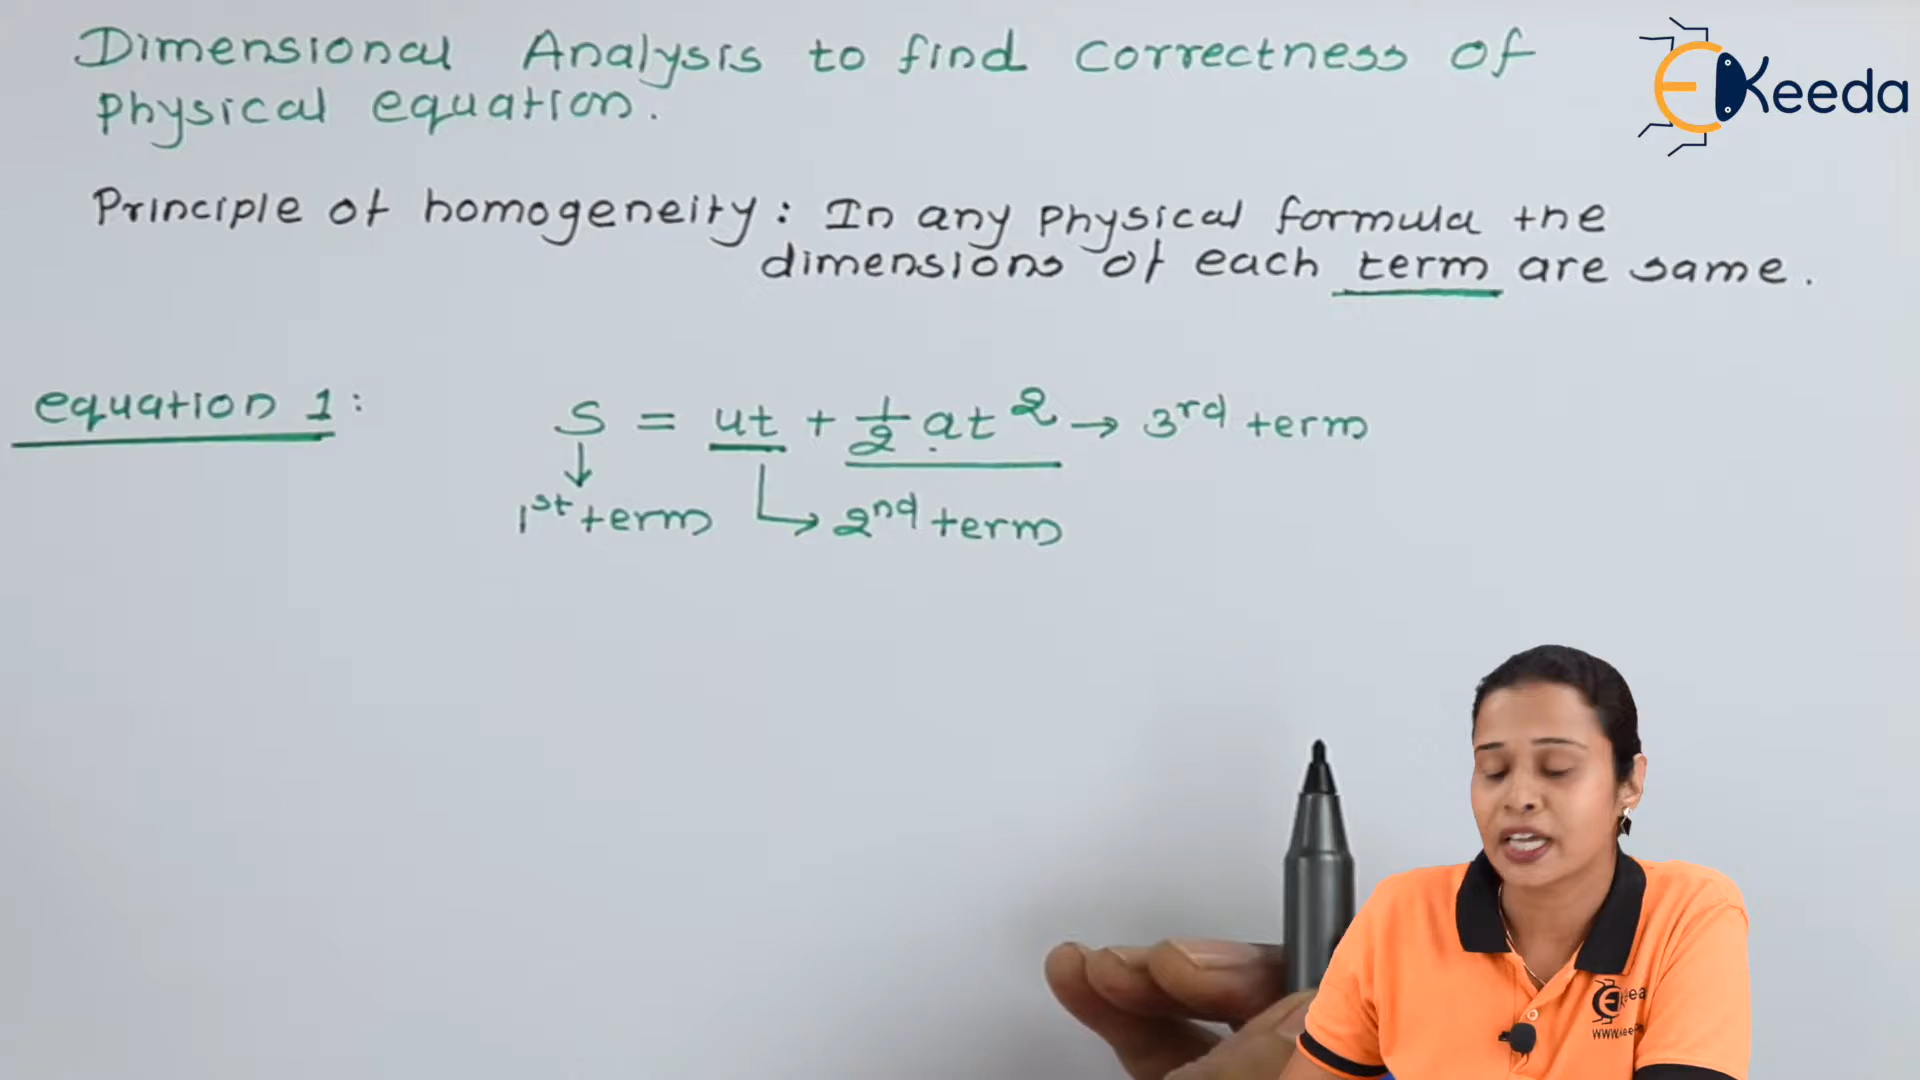 Dimensional Analysis to find correctness of
physical equation.
EKeeda
Principle of homogeneity: In any physical formula the
dimensions of each term are same.
equation 1: S = ut + 1/2 at² → 3rd term
1st term 2nd term